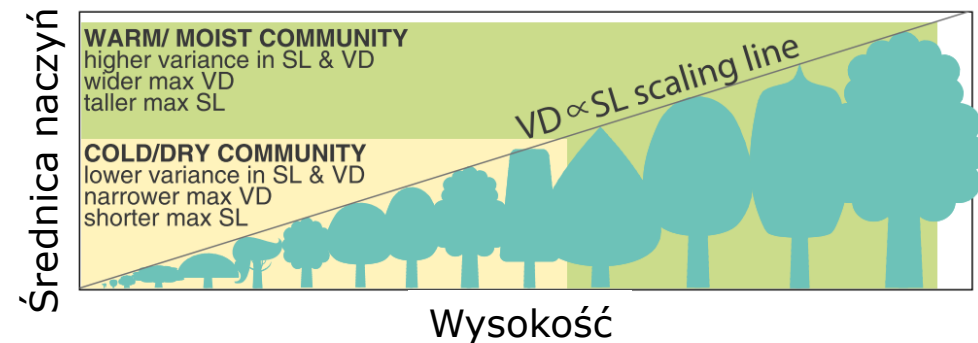 Średnica naczyń
WARM/ MOIST COMMUNITY
higher variance in SL & VD
wider max VD
taller max SL
VD∝SL scaling line
COLD/DRY COMMUNITY
lower variance in SL & VD
narrower max VD
shorter max SL
Wysokość